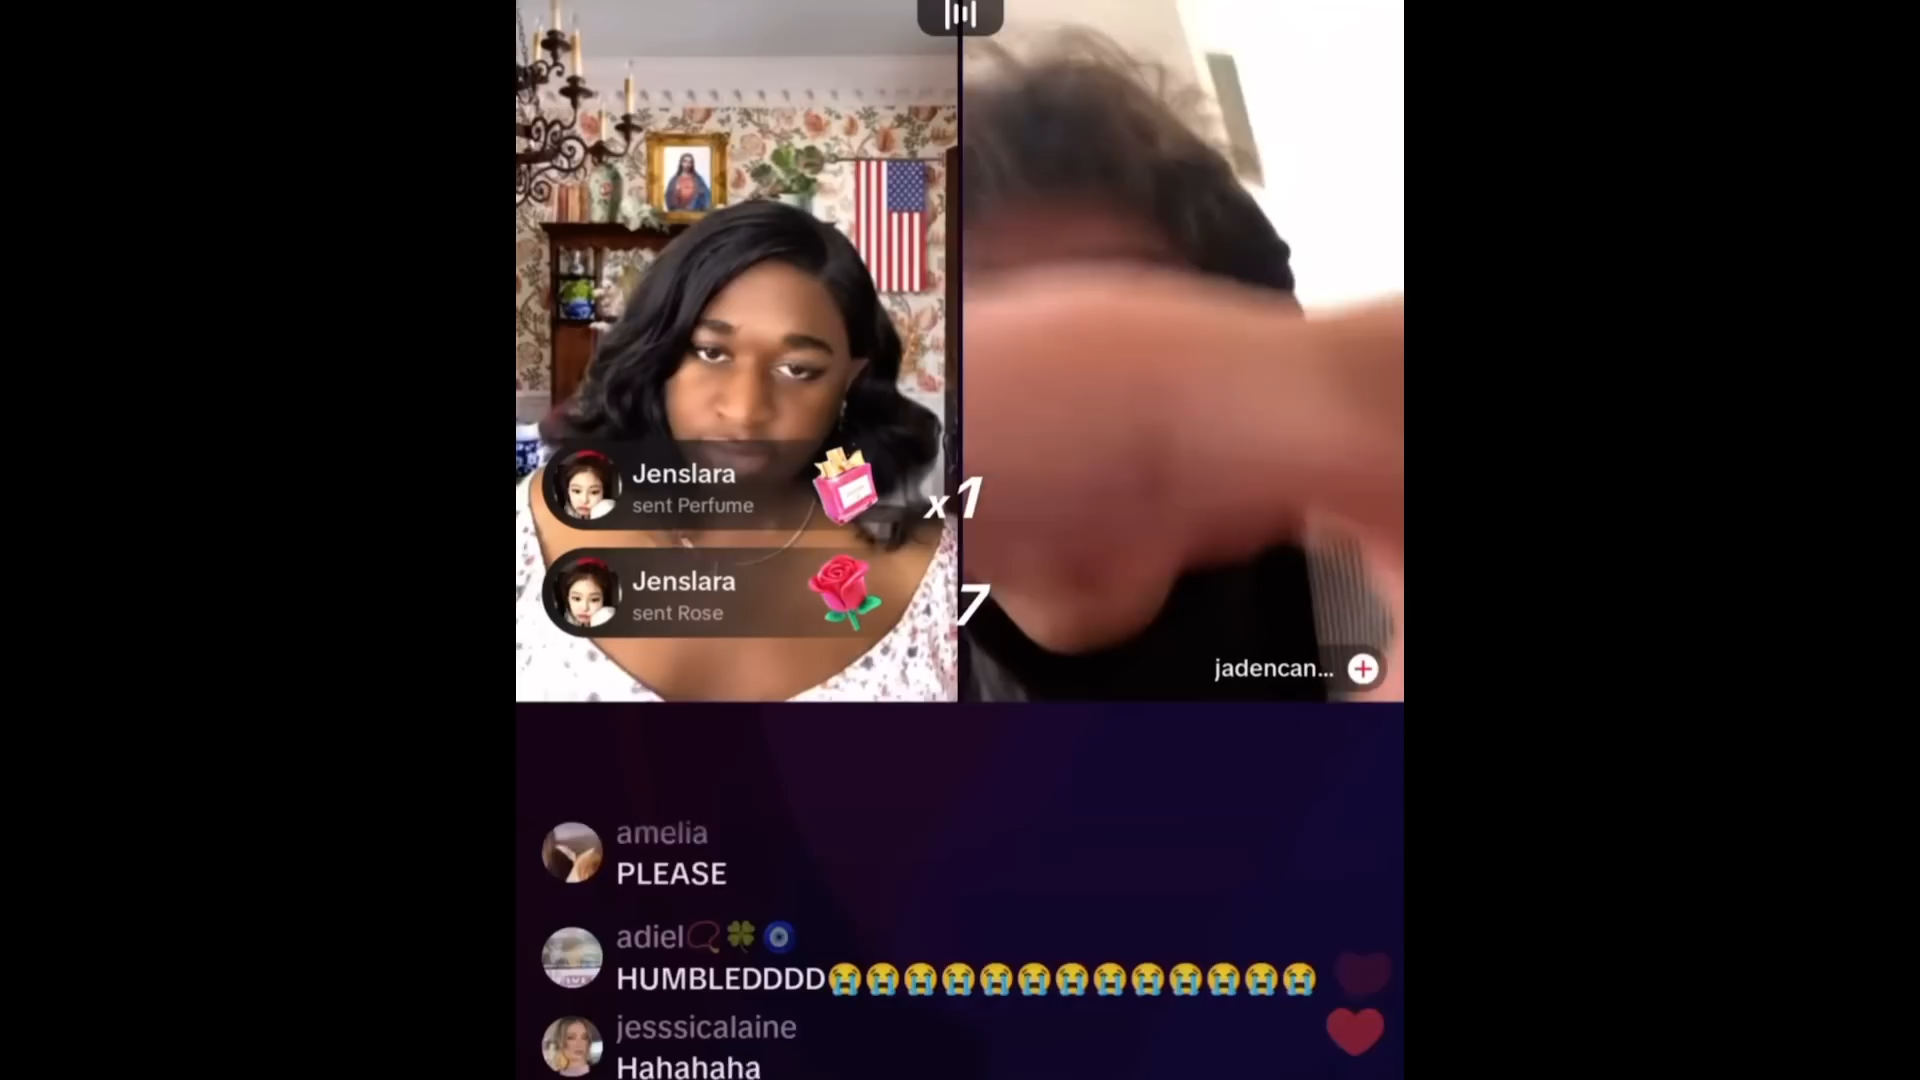 Jenslara
sent Perfume
x1
Jenslara
sent Rose
7
jadencan...
amelia
PLEASE
adiel📿🍀🧿
HUMBLEDDDD😭😭😭😭😭😭😭😭😭😭😭😭😭
jesssicalaine
Hahahaha